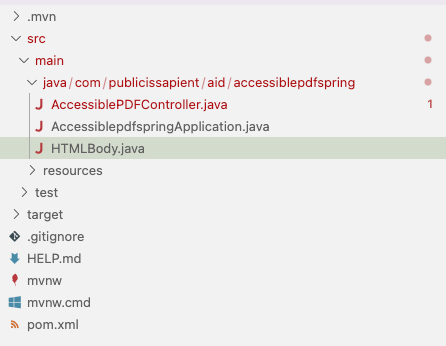 .mvn
src
main
java/com/publicissapient/aid/accessiblepdfspring
AccessiblePDFController.java 1
AccessiblepdfspringApplication.java
HTMLBody.java
resources
test
target
.gitignore
HELP.md
mvnw
mvnw.cmd
pom.xml